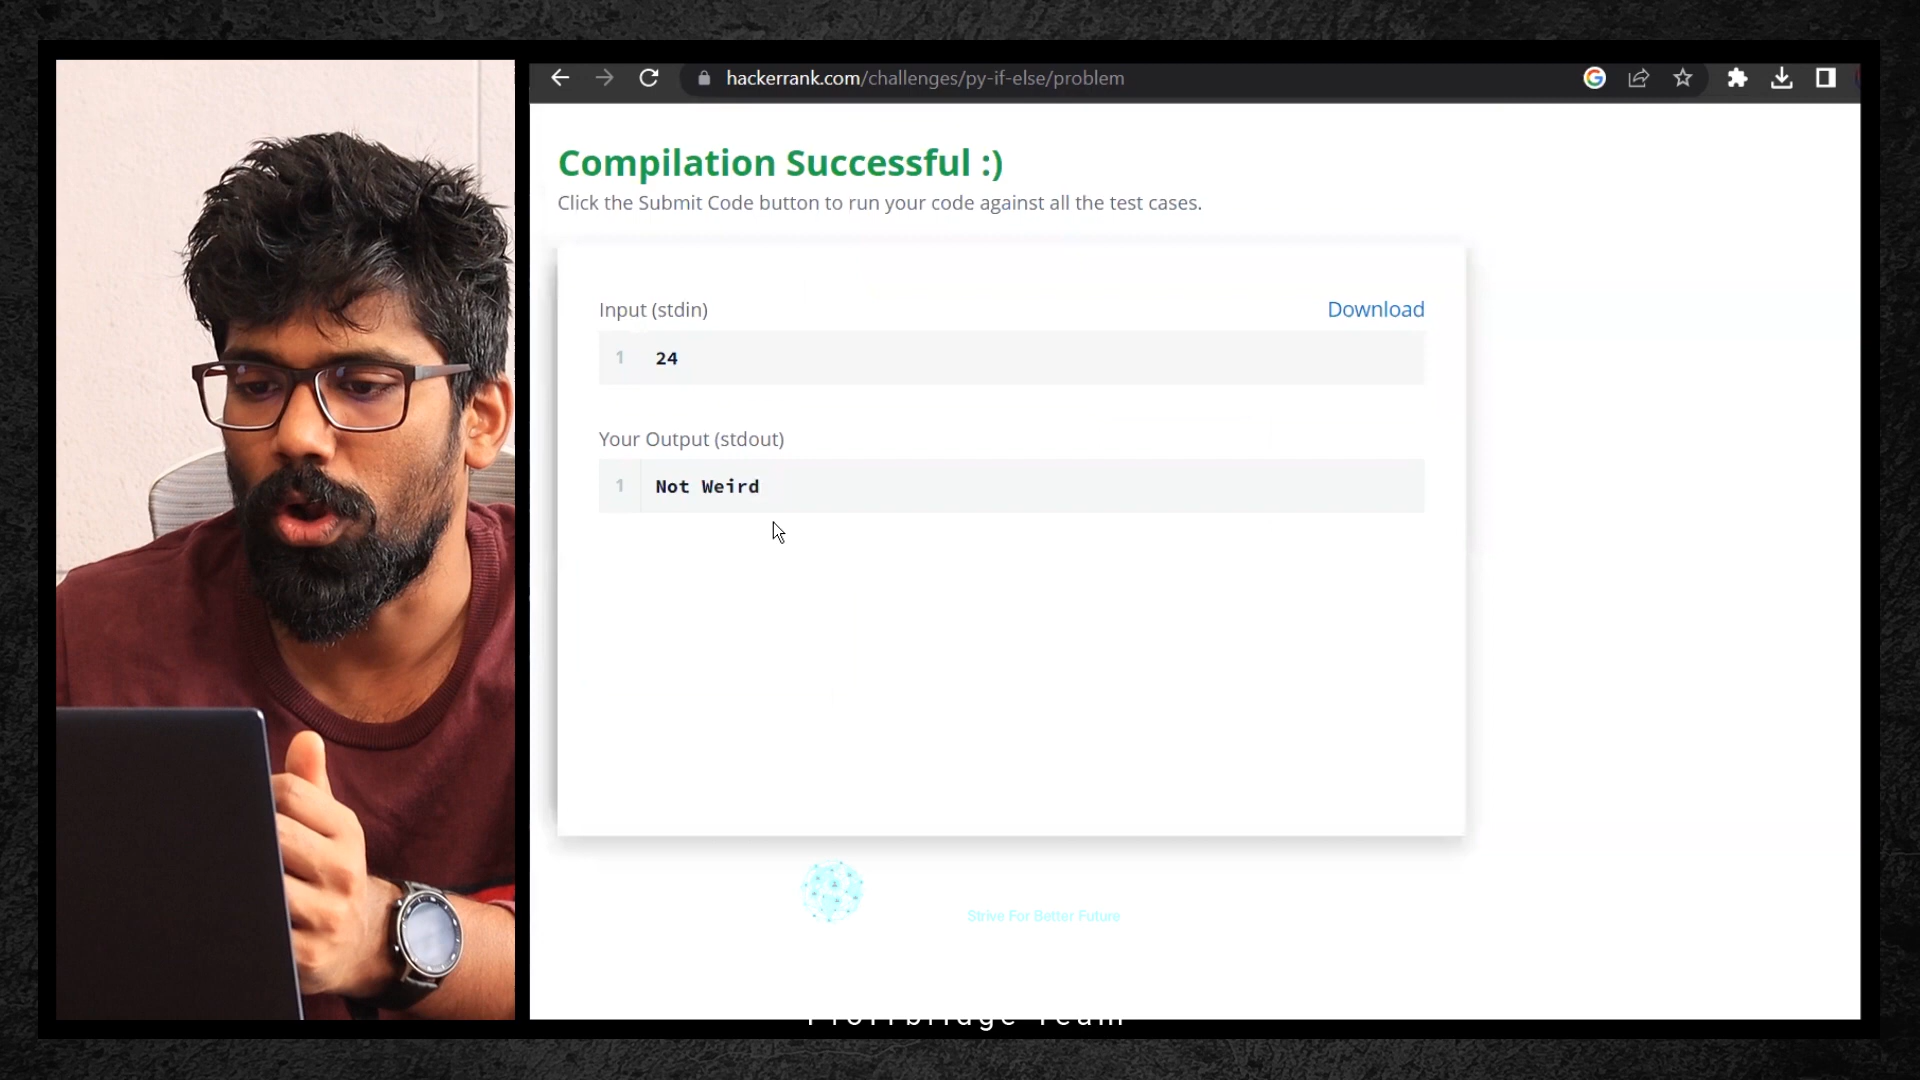 hackerrank.com/challenges/py-if-else/problem
Compilation Successful :)
Click the Submit Code button to run your code against all the test cases.
Input (stdin)
Download
1 24
Your Output (stdout)
1 Not Weird
Strive For Better Future
Team